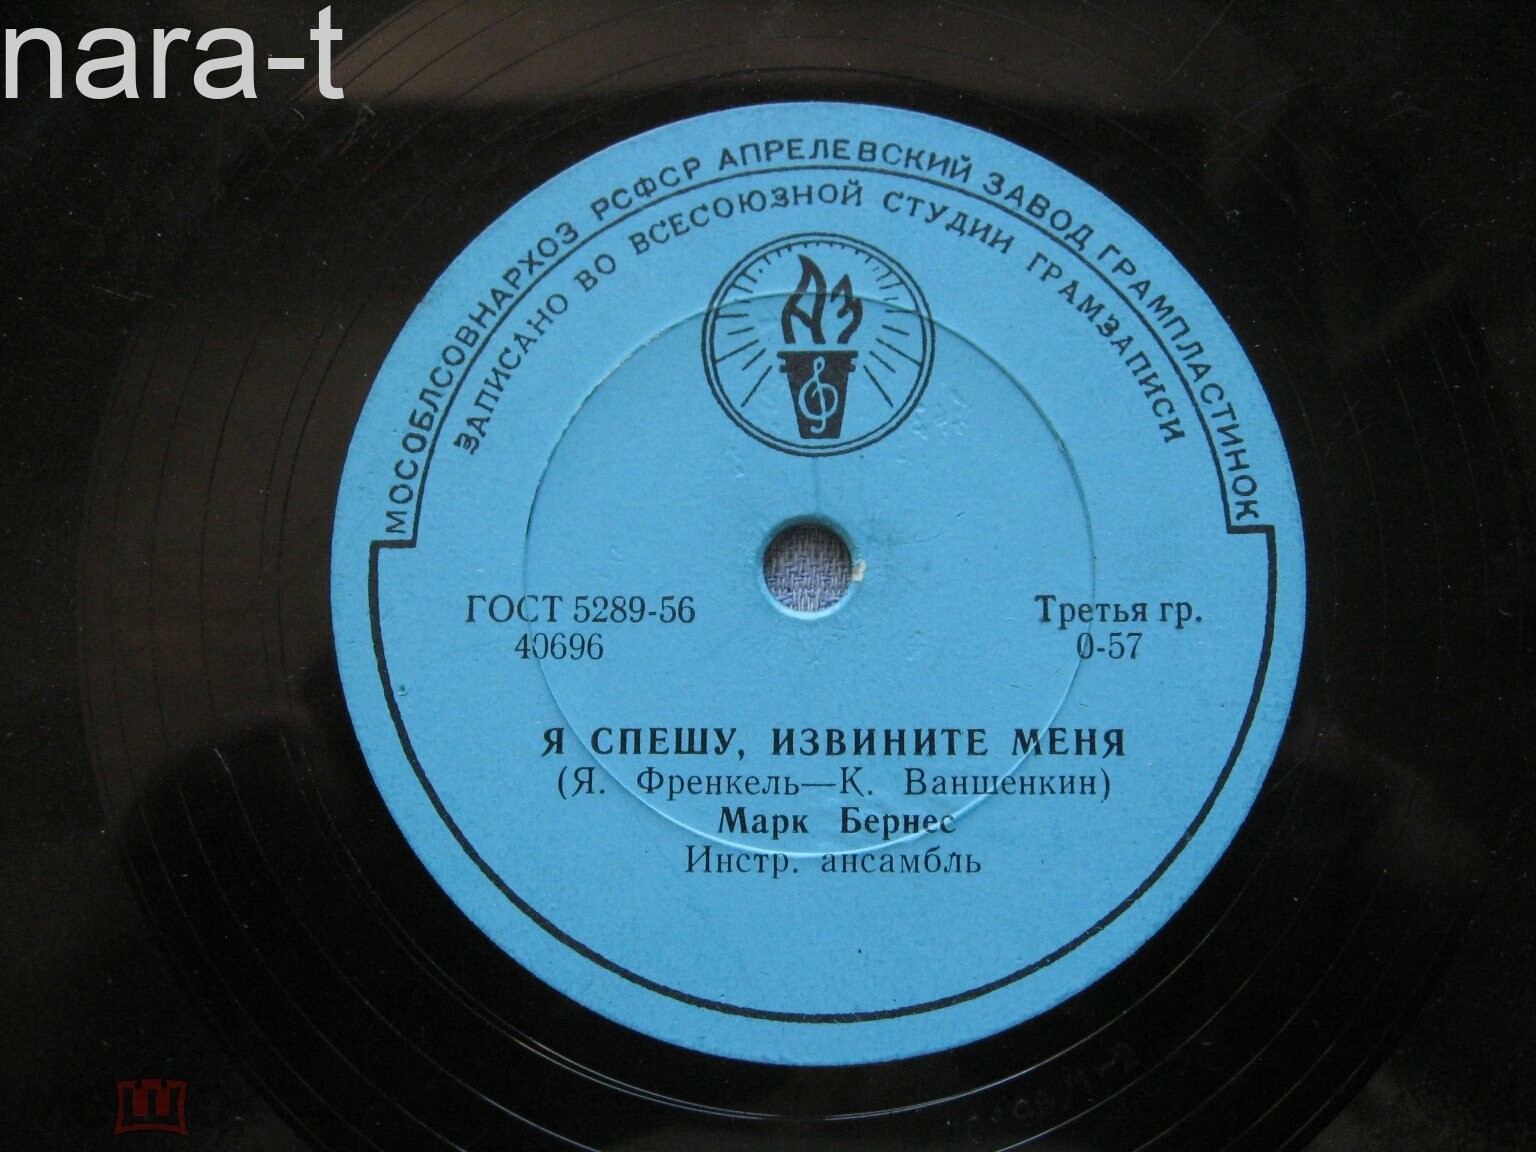 nara-t
МОСОБЛСОВНАРХОЗ РСФСР АПРЕЛЕВСКИЙ ЗАВОД ГРАМПЛАСТИНОК
ЗАПИСАНО ВО ВСЕСОЮЗНОЙ СТУДИИ ГРАМЗАПИСИ
АЗ
ГОСТ 5289-56
40696
Третья гр.
0-57
Я СПЕШУ, ИЗВИНИТЕ МЕНЯ
(Я. Френкель—К. Ваншенкин)
Марк Бернес
Инстр. ансамбль